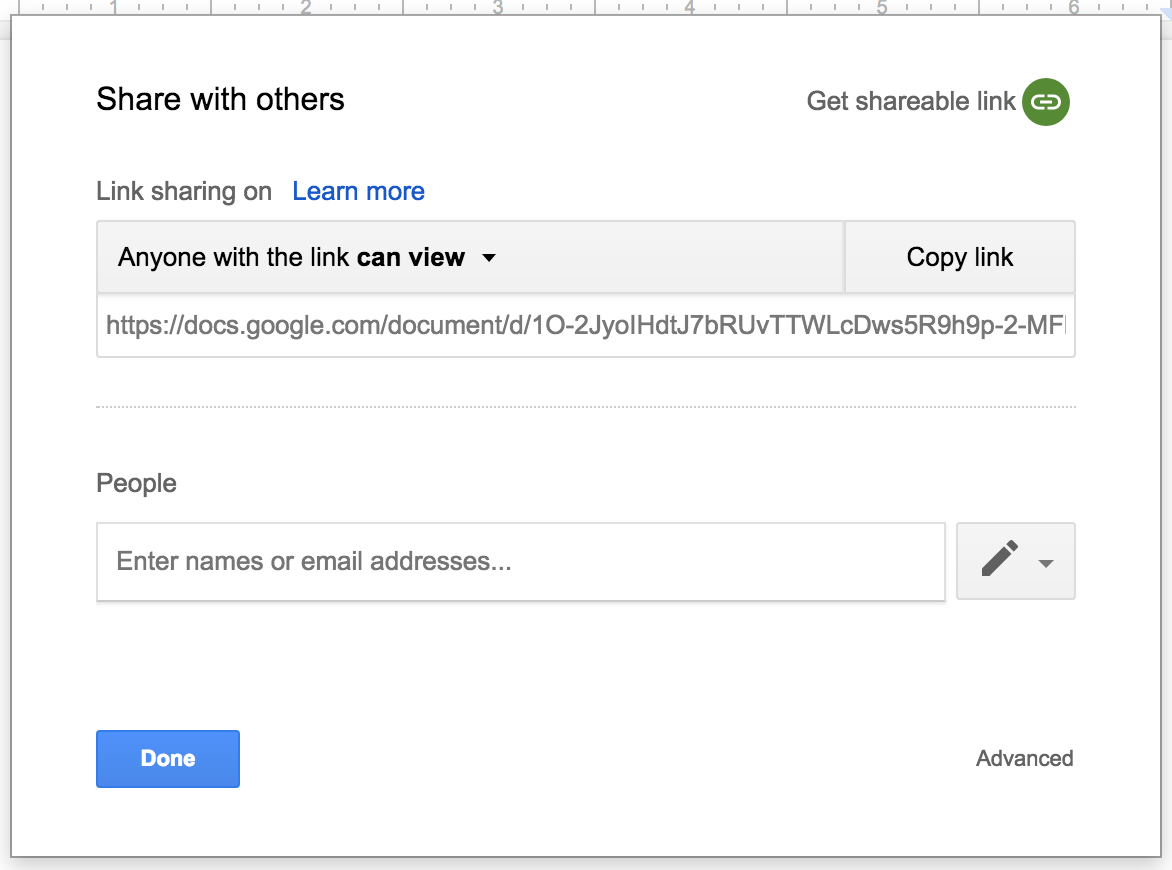 1 2 3 4 5 6
Share with others
Get shareable link
Link sharing on Learn more
Anyone with the link can view
Copy link
https://docs.google.com/document/d/1O-2JyoIHdtJ7bRUvTTWLcDws5R9h9p-2-MF
People
Enter names or email addresses...
Done
Advanced